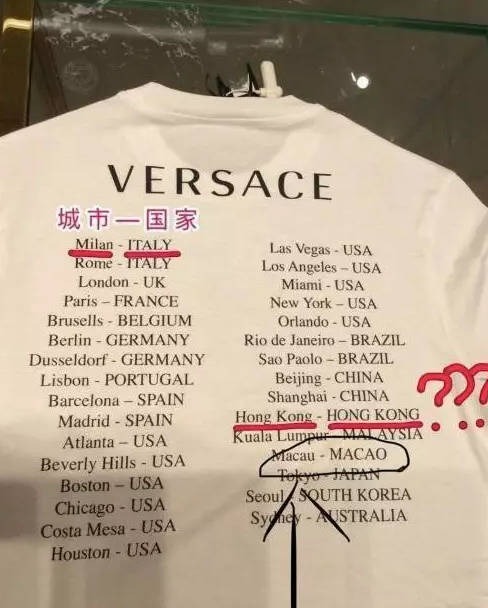 VERSACE
城市—国家
Milan - ITALY
Rome - ITALY
London - UK
Paris – FRANCE
Brusells - BELGIUM
Berlin - GERMANY
Dusseldorf - GERMANY
Lisbon - PORTUGAL
Barcelona – SPAIN
Madrid - SPAIN
Atlanta – USA
Beverly Hills - USA
Boston – USA
Chicago - USA
Costa Mesa - USA
Houston - USA
Las Vegas - USA
Los Angeles – USA
Miami - USA
New York – USA
Orlando - USA
Rio de Janeiro – BRAZIL
Sao Paolo – BRAZIL
Beijing - CHINA
Shanghai - CHINA
Hong Kong - HONG KONG
???
Kuala Lumpur - MALAYSIA
Macau - MACAO
Tokyo - JAPAN
Seoul - SOUTH KOREA
Sydney - AUSTRALIA